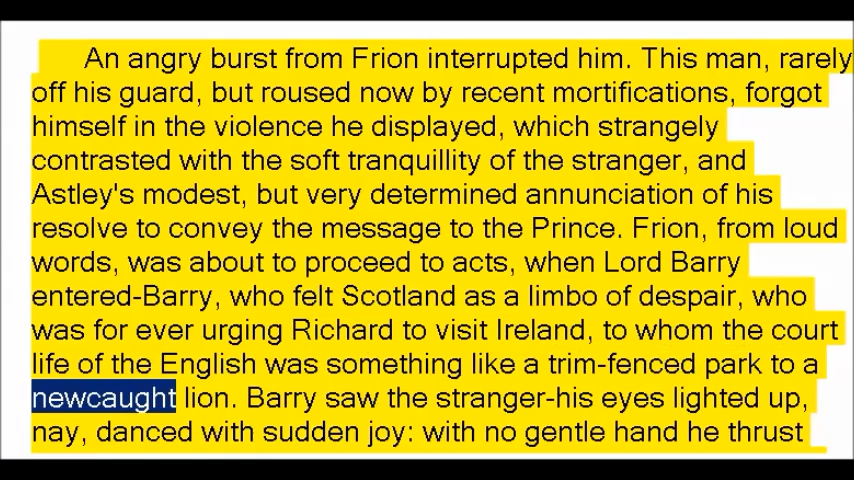 An angry burst from Frion interrupted him. This man, rarely
off his guard, but roused now by recent mortifications, forgot
himself in the violence he displayed, which strangely
contrasted with the soft tranquillity of the stranger, and
Astley's modest, but very determined annunciation of his
resolve to convey the message to the Prince. Frion, from loud
words, was about to proceed to acts, when Lord Barry
entered-Barry, who felt Scotland as a limbo of despair, who
was for ever urging Richard to visit Ireland, to whom the court
life of the English was something like a trim-fenced park to a
newcaught lion. Barry saw the stranger-his eyes lighted up,
nay, danced with sudden joy: with no gentle hand he thrust